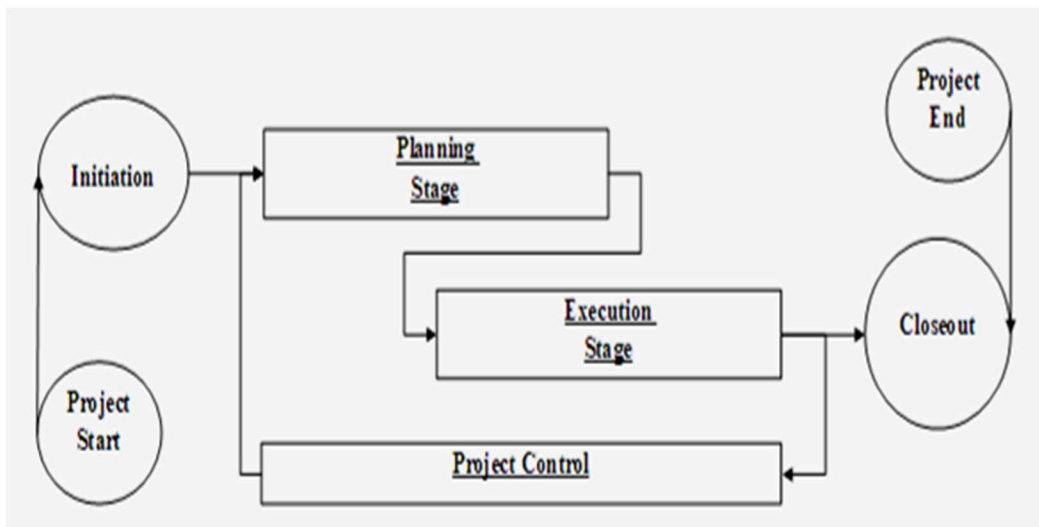 Project
End
Planning
Stage
Initiation
Execution
Stage
Closeout
Project
Start
Project Control